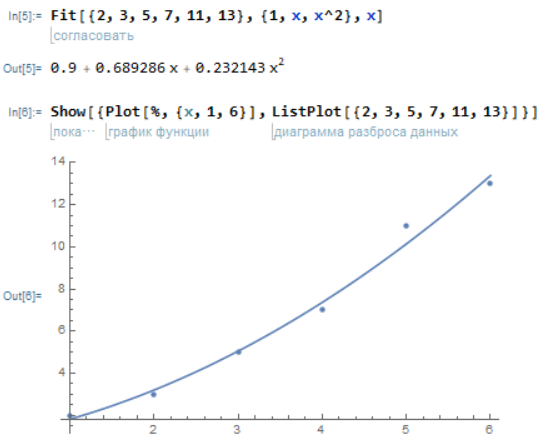 In[5]:= Fit[{2, 3, 5, 7, 11, 13}, {1, x, x^2}, x]
согласовать
Out[5]= 0.9 + 0.689286 x + 0.232143 x²
In[6]:= Show[{Plot[%, {x, 1, 6}], ListPlot[{2, 3, 5, 7, 11, 13}]}]
пока⋯ график функции диаграмма разброса данных
14
12
10
Out[6]= 8
6
4
1 2 3 4 5 6